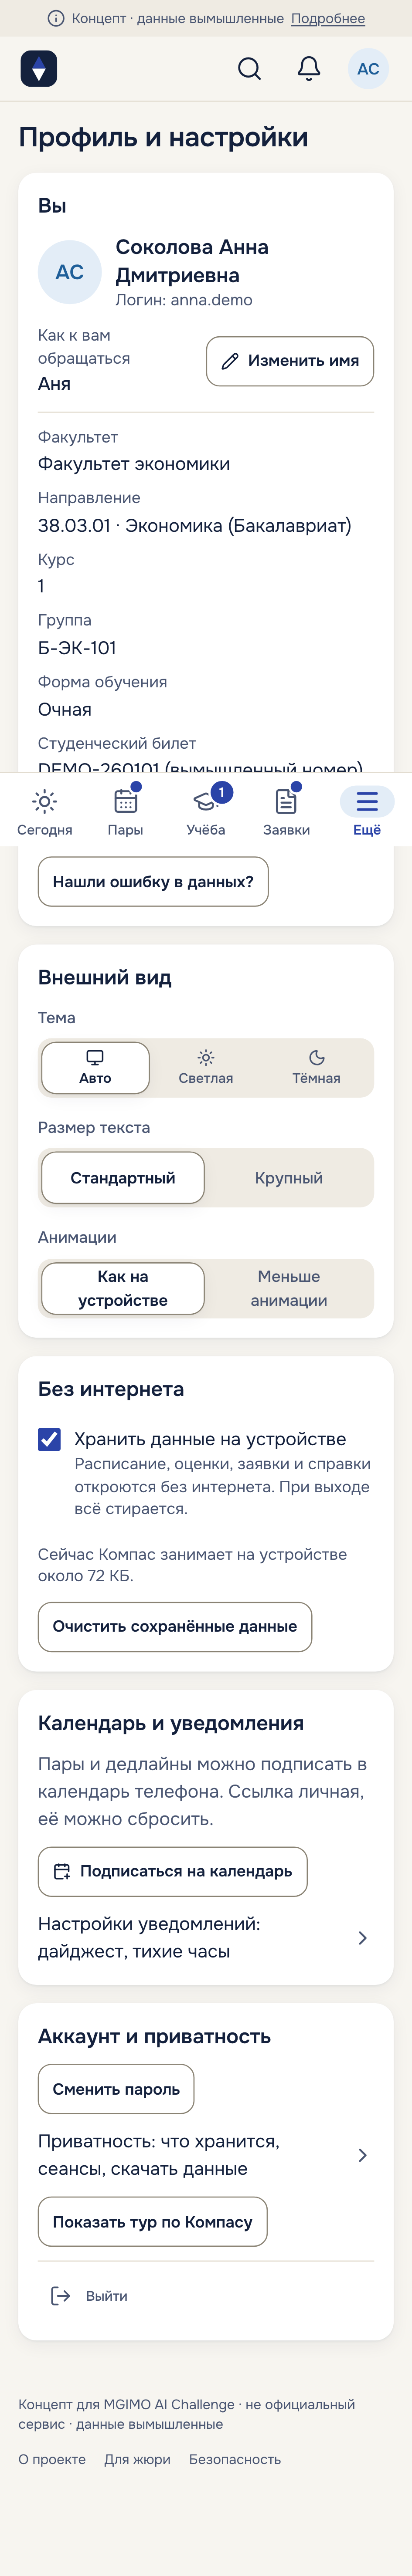 Концепт · данные вымышленные Подробнее
АС
Профиль и настройки
Вы
АС
Соколова Анна
Дмитриевна
Логин: anna.demo
Как к вам
обращаться
Аня
Изменить имя
Факультет
Факультет экономики
Направление
38.03.01 · Экономика (Бакалавриат)
Курс
1
Группа
Б-ЭК-101
Форма обучения
Очная
Студенческий билет
DEMO-260101 (вымышленный номер)
1
Сегодня
Пары
Учёба
Заявки
Ещё
Нашли ошибку в данных?
Внешний вид
Тема
Авто
Светлая
Тёмная
Размер текста
Стандартный
Крупный
Анимации
Как на
устройстве
Меньше
анимации
Без интернета
Хранить данные на устройстве
Расписание, оценки, заявки и справки
откроются без интернета. При выходе
всё стирается.
Сейчас Компас занимает на устройстве
около 72 КБ.
Очистить сохранённые данные
Календарь и уведомления
Пары и дедлайны можно подписать в
календарь телефона. Ссылка личная,
её можно сбросить.
Подписаться на календарь
Настройки уведомлений:
дайджест, тихие часы
Аккаунт и приватность
Сменить пароль
Приватность: что хранится,
сеансы, скачать данные
Показать тур по Компасу
Выйти
Концепт для MGIMO AI Challenge · не официальный
сервис · данные вымышленные
О проекте
Для жюри
Безопасность